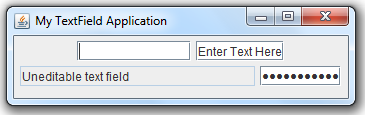 My TextField Application
Enter Text Here
Uneditable text field
●●●●●●●●●●●